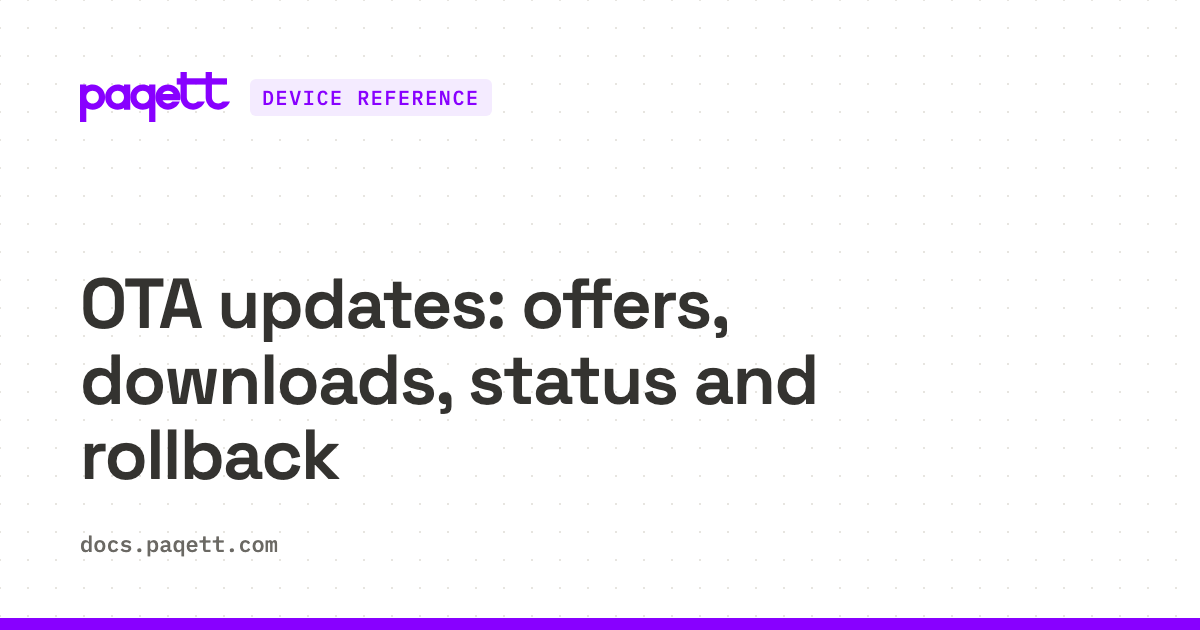 paqett
DEVICE REFERENCE
OTA updates: offers,
downloads, status and
rollback
docs.paqett.com